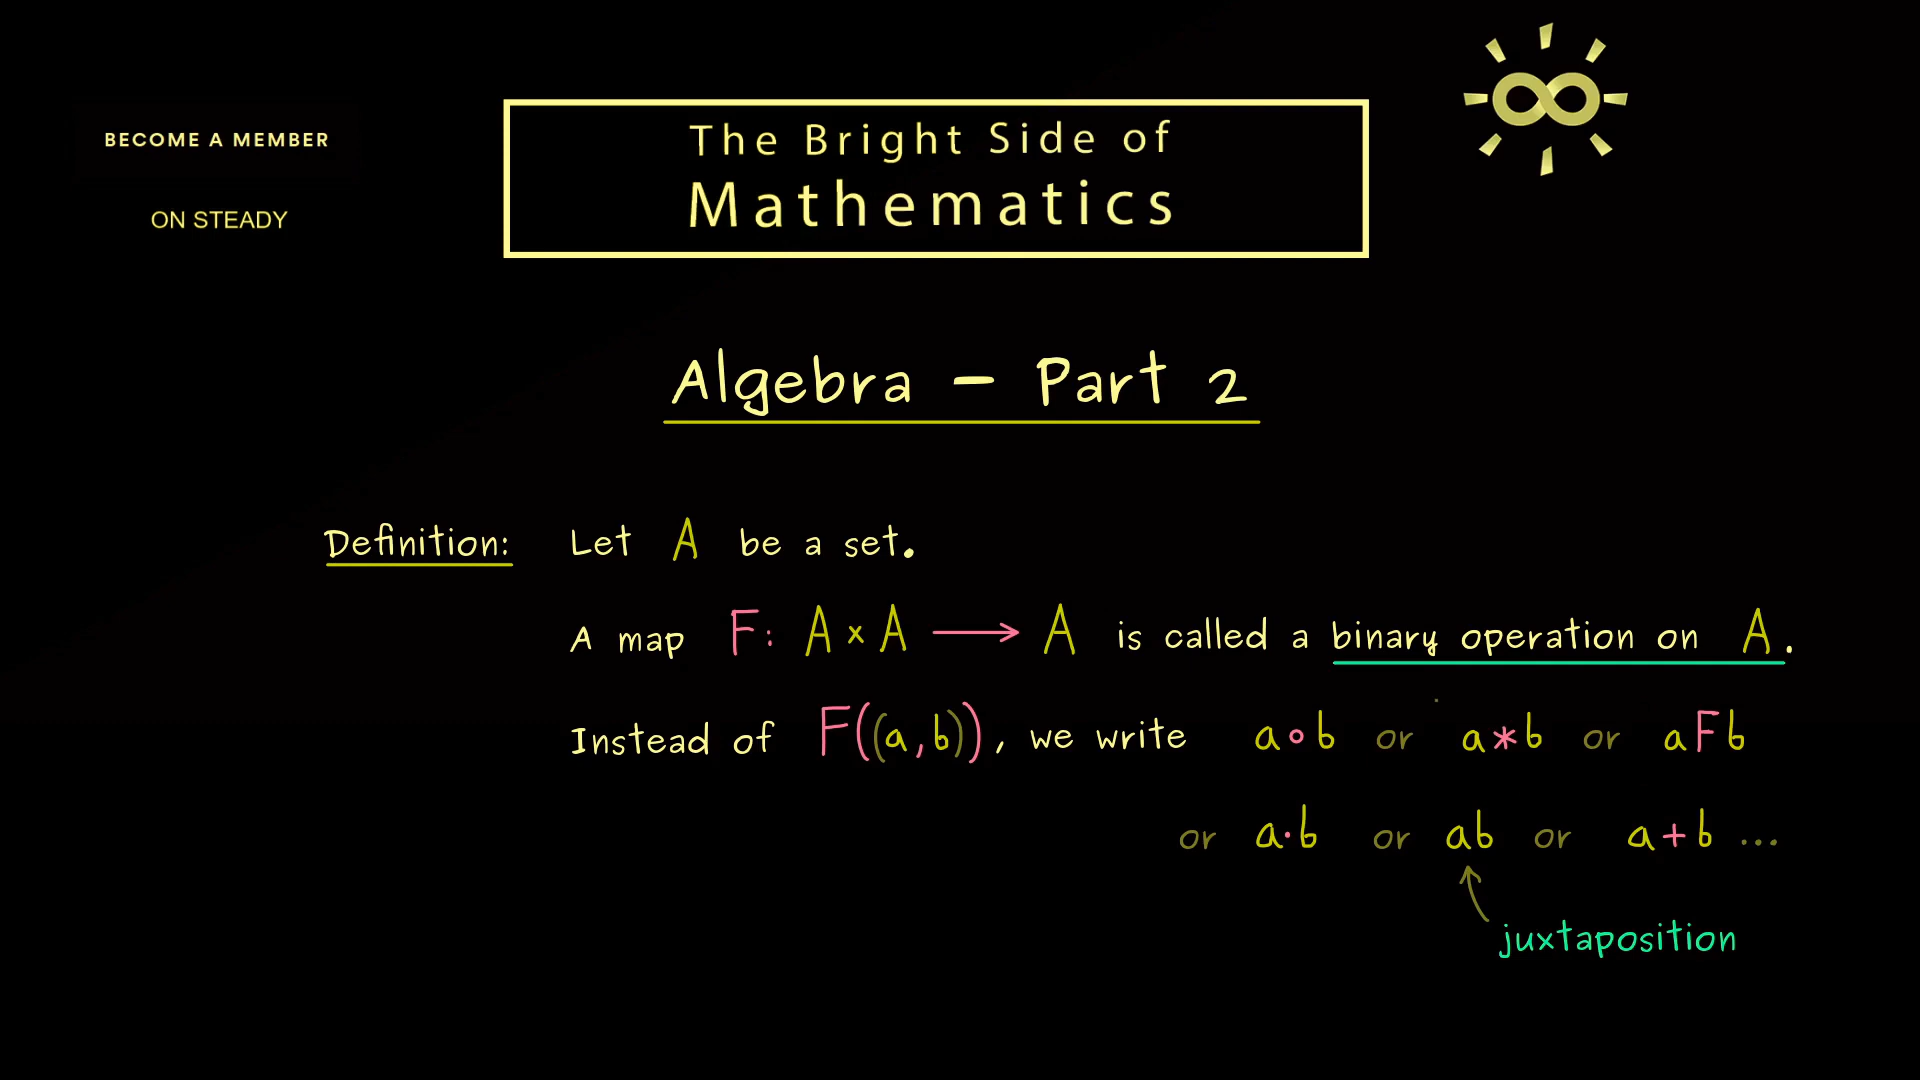 BECOME A MEMBER
ON STEADY
The Bright Side of
Mathematics
Algebra – Part 2
Definition: Let A be a set.
A map F: A × A ⟶ A is called a binary operation on A.
Instead of F((a,b)), we write a∘b or a*b or aFb
or a·b or ab or a+b ...
juxtaposition